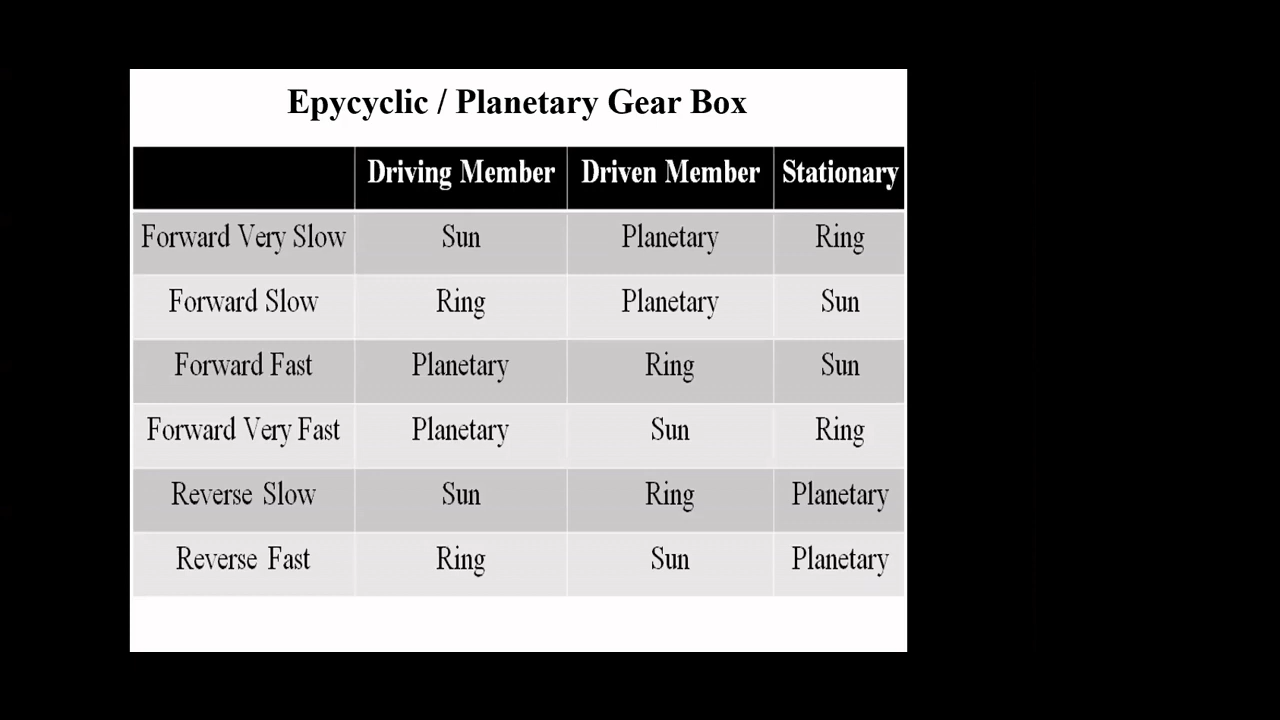 Epycyclic / Planetary Gear Box
Driving Member Driven Member Stationary
Forward Very Slow Sun Planetary Ring
Forward Slow Ring Planetary Sun
Forward Fast Planetary Ring Sun
Forward Very Fast Planetary Sun Ring
Reverse Slow Sun Ring Planetary
Reverse Fast Ring Sun Planetary